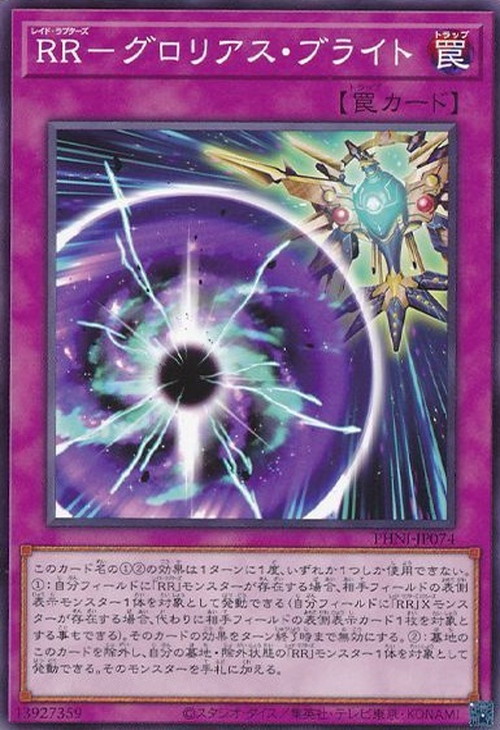 レイド・ラプターズ
RR－グロリアス・ブライト
トラップ
罠
トラップ
【罠カード】
PHNI-JP074
このカード名の①②の効果は1ターンに1度、いずれか1つしか使用できない。
①：自分フィールドに「RR」モンスターが存在する場合、相手フィールドの表側
表示モンスター1体を対象として発動できる（自分フィールドに「RR」Xモンス
ターが存在する場合、代わりに相手フィールドの表側表示カード1枚を対象と
する事もできる）。そのカードの効果をターン終了時まで無効にする。②：墓地の
このカードを除外し、自分の墓地・除外状態の「RR」モンスター1体を対象として
発動できる。そのモンスターを手札に加える。
13927359
©スタジオ・ダイス／集英社・テレビ東京・KONAMI